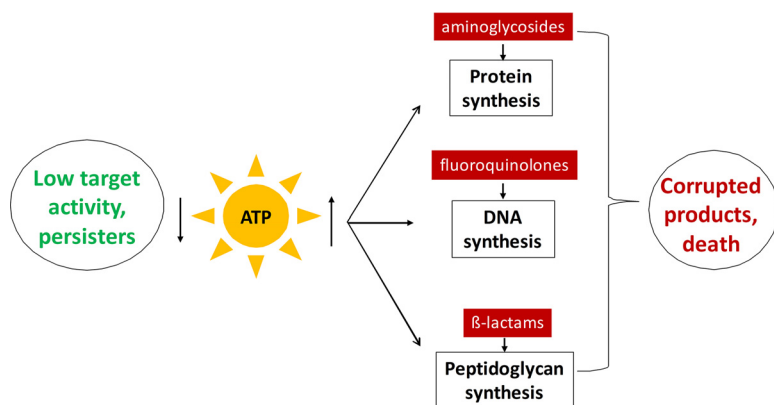 Low target
activity,
persisters
ATP
aminoglycosides
Protein
synthesis
fluoroquinolones
DNA
synthesis
ß-lactams
Peptidoglycan
synthesis
Corrupted
products,
death